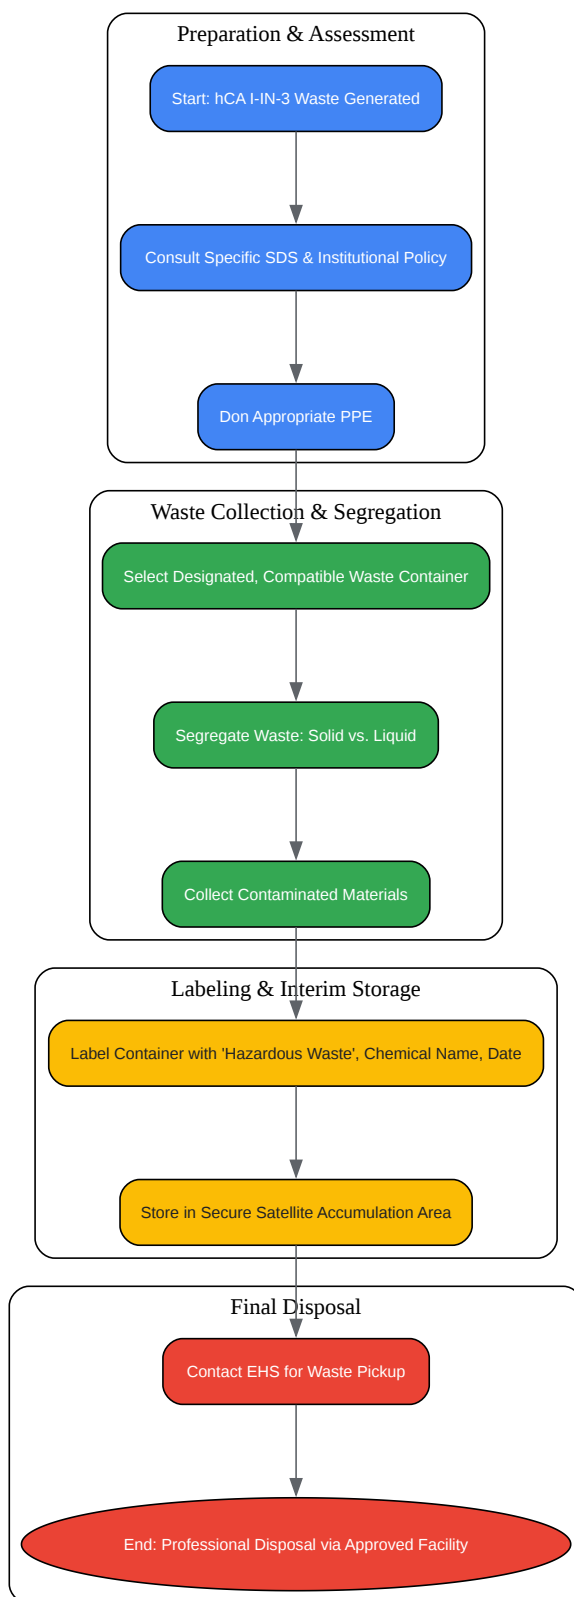 Preparation & Assessment
Start: hCA I-IN-3 Waste Generated
Consult Specific SDS & Institutional Policy
Don Appropriate PPE
Waste Collection & Segregation
Select Designated, Compatible Waste Container
Segregate Waste: Solid vs. Liquid
Collect Contaminated Materials
Labeling & Interim Storage
Label Container with 'Hazardous Waste', Chemical Name, Date
Store in Secure Satellite Accumulation Area
Final Disposal
Contact EHS for Waste Pickup
End: Professional Disposal via Approved Facility